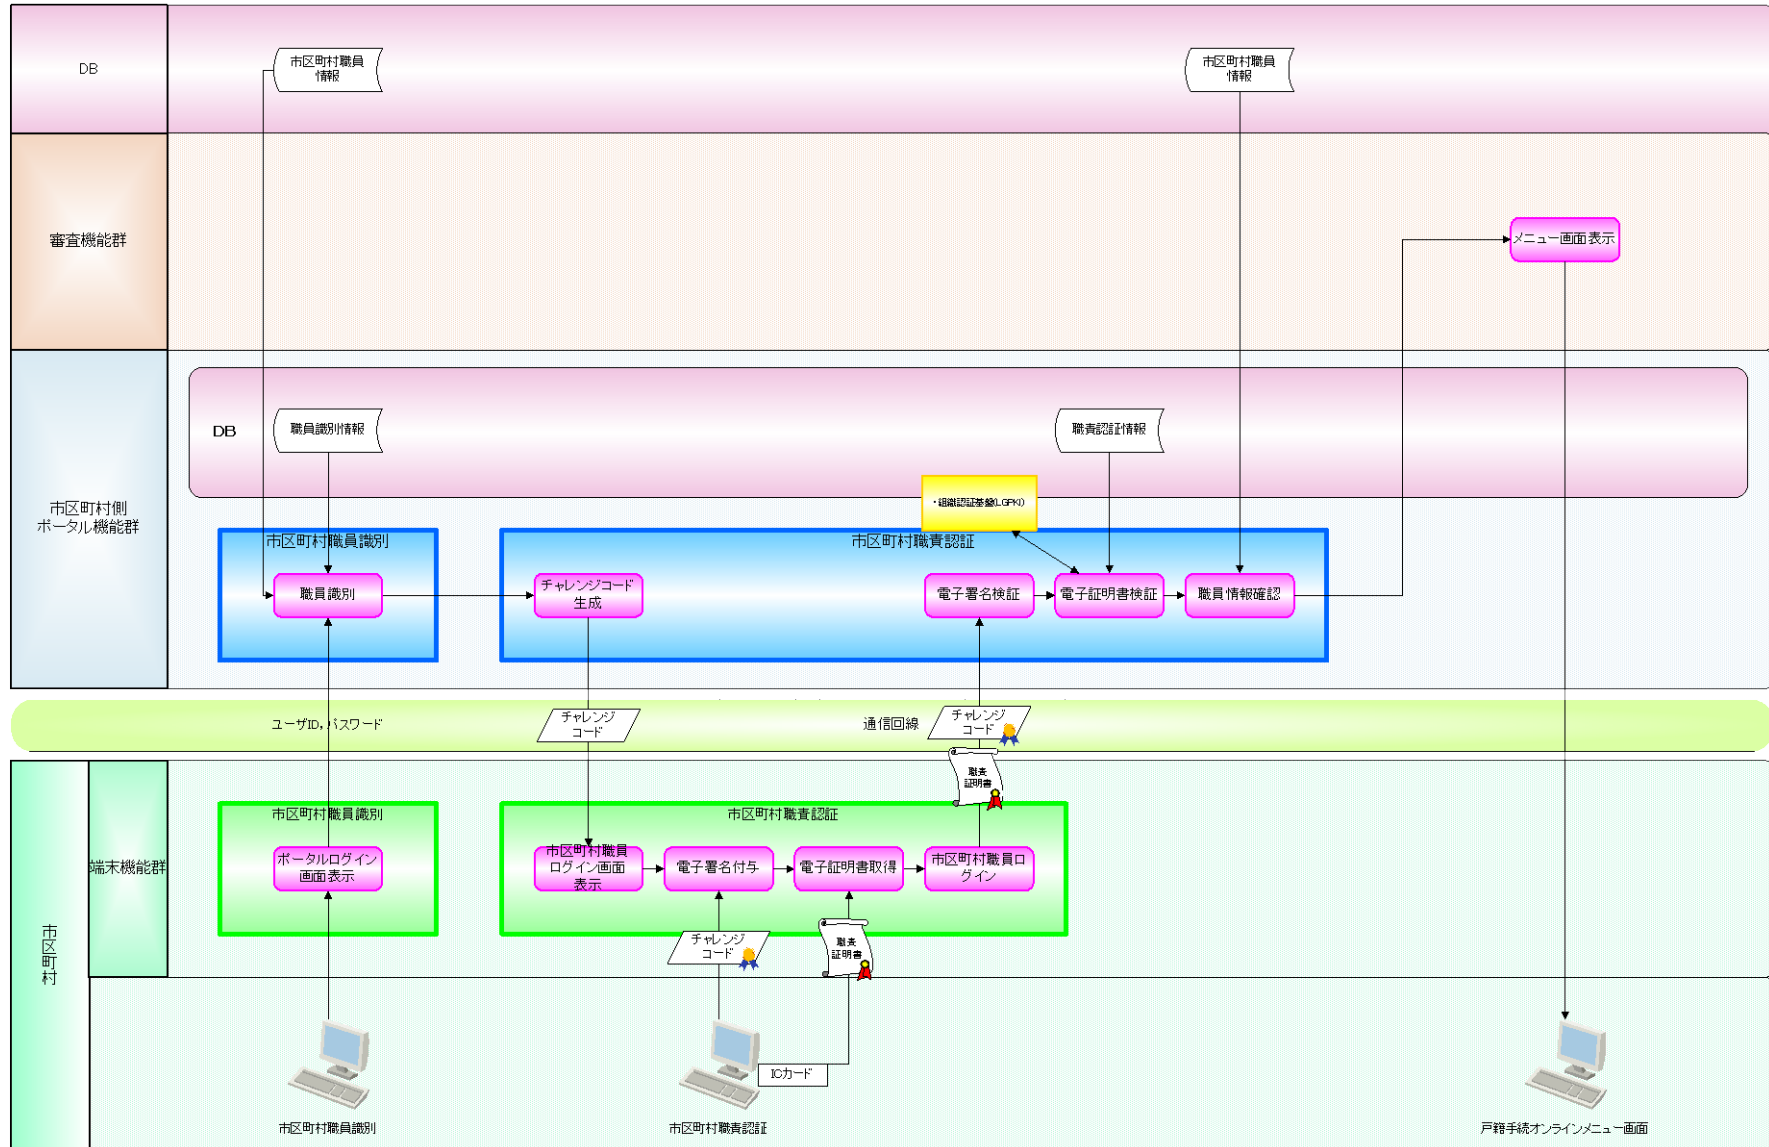 DB
市区町村職員
情報
市区町村職員
情報
審査機能群
メニュー画面表示
市区町村側
ポータル機能群
DB
職員識別情報
職責認証情報
・組織認証基盤(LGPKI)
市区町村職員識別
職員識別
市区町村職責認証
チャレンジコード
生成
電子署名検証
電子証明書検証
職員情報確認
ユーザID,パスワード
チャレンジ
コード
通信回線
チャレンジ
コード
職責
証明書
市区町村
端末機能群
市区町村職員識別
ポータルログイン
画面表示
市区町村職責認証
市区町村職員
ログイン画面
表示
電子署名付与
電子証明書取得
市区町村職員ロ
グイン
チャレンジ
コード
職責
証明書
ICカード
市区町村職員識別
市区町村職責認証
戸籍手続オンラインメニュー画面